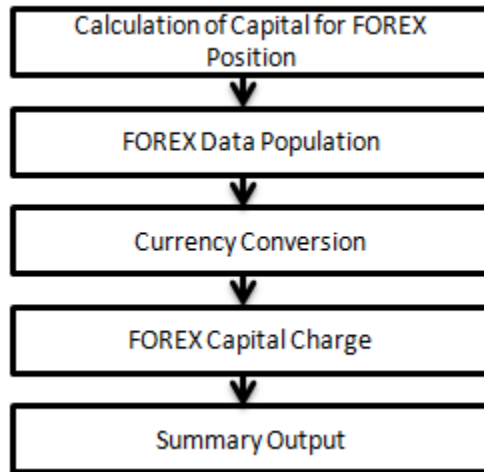 Calculation of Capital for FOREX
Position
FOREX Data Population
Currency Conversion
FOREX Capital Charge
Summary Output